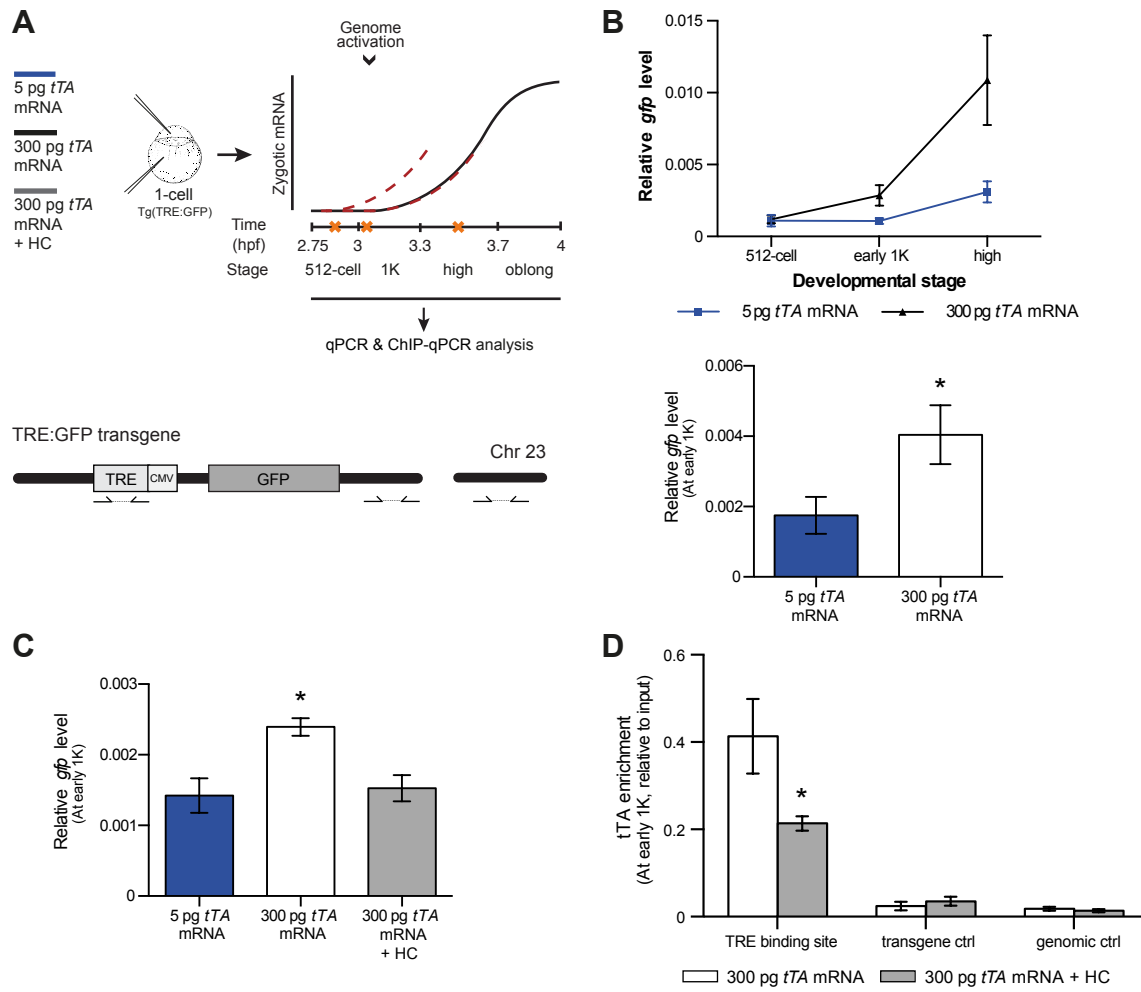 A
Genome
activation
5 pg tTA
mRNA
300 pg tTA
mRNA
300 pg tTA
mRNA
+ HC
1-cell
Tg(TRE:GFP)
Zygotic mRNA
Time
(hpf)
2.75 3 3.3 3.7 4
Stage 512-cell 1K high oblong
qPCR & ChIP-qPCR analysis
TRE:GFP transgene
Chr 23
TRE CMV GFP
B
Relative gfp level
0.015
0.010
0.005
0
512-cell early 1K high
Developmental stage
5 pg tTA mRNA 300 pg tTA mRNA
Relative gfp level
(At early 1K)
0.006
0.004
0.002
0
*
5 pg tTA
mRNA
300 pg tTA
mRNA
C
Relative gfp level
(At early 1K)
0.003
0.002
0.001
0
*
5 pg tTA
mRNA
300 pg tTA
mRNA
300 pg tTA
mRNA
+ HC
D
tTA enrichment
(At early 1K, relative to input)
0.6
0.4
0.2
0
*
TRE binding site transgene ctrl genomic ctrl
300 pg tTA mRNA 300 pg tTA mRNA + HC